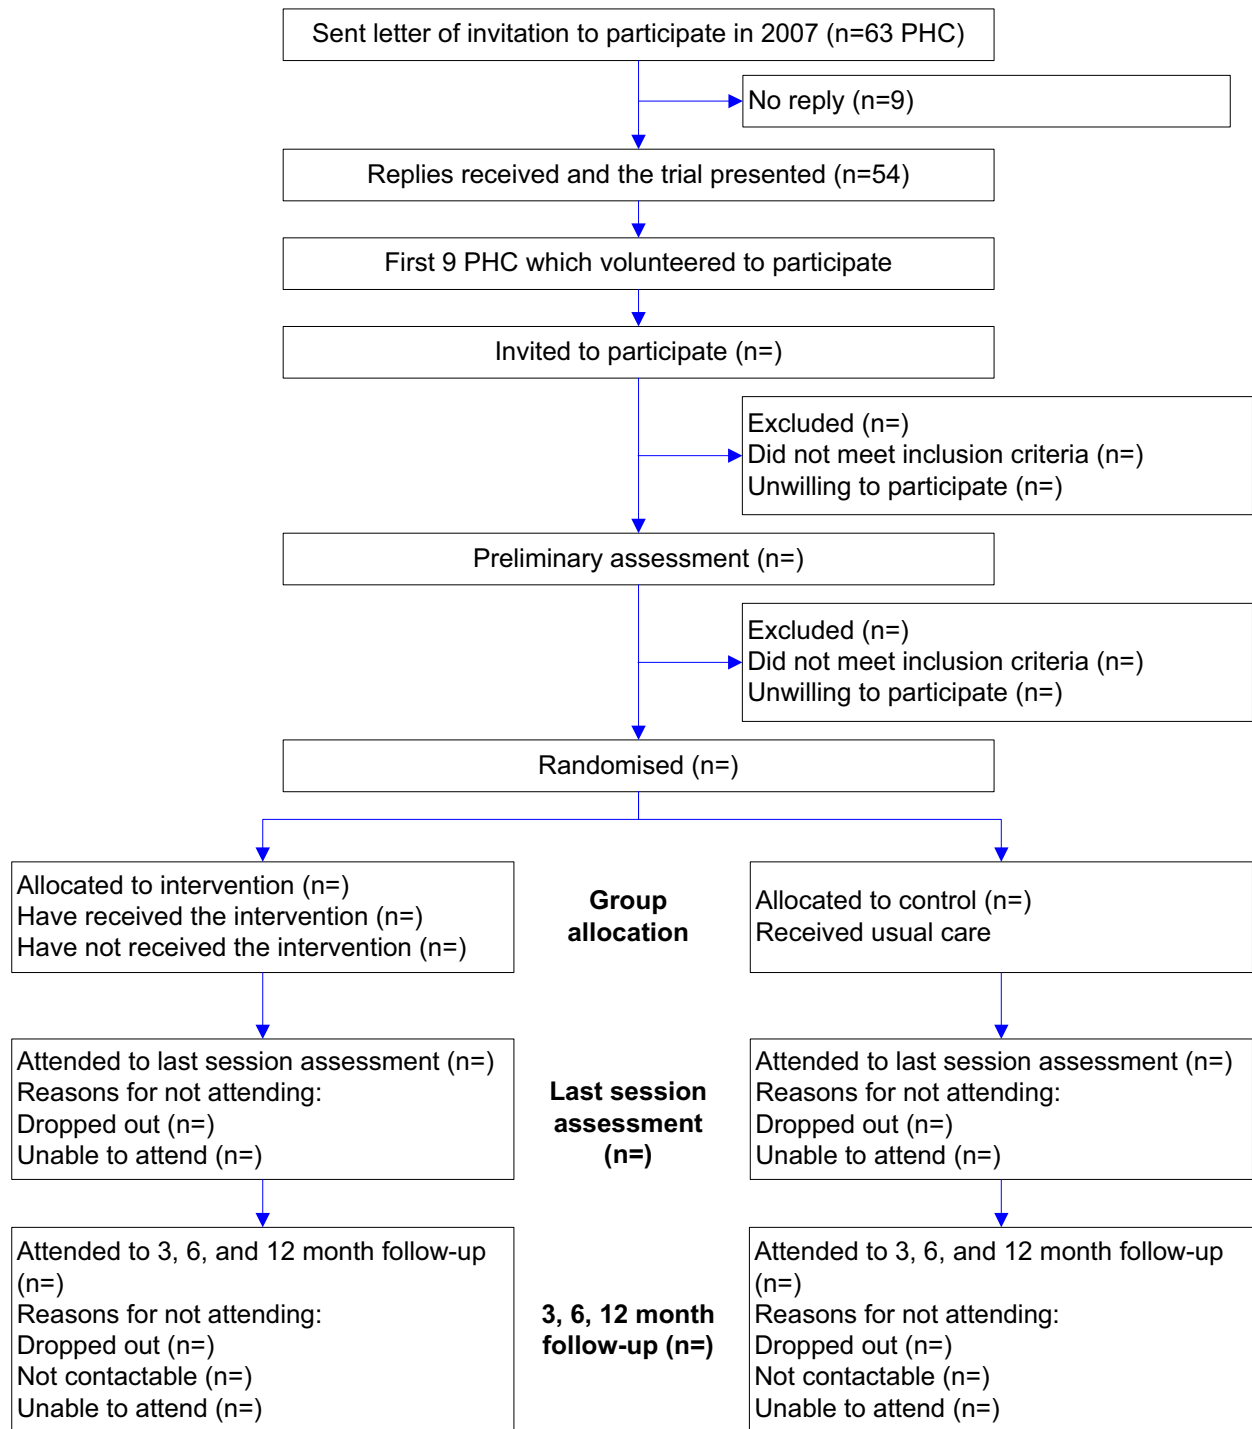 Sent letter of invitation to participate in 2007 (n=63 PHC)
No reply (n=9)
Replies received and the trial presented (n=54)
First 9 PHC which volunteered to participate
Invited to participate (n=)
Excluded (n=)
Did not meet inclusion criteria (n=)
Unwilling to participate (n=)
Preliminary assessment (n=)
Excluded (n=)
Did not meet inclusion criteria (n=)
Unwilling to participate (n=)
Randomised (n=)
Allocated to intervention (n=)
Have received the intervention (n=)
Have not received the intervention (n=)
Group
allocation
Allocated to control (n=)
Received usual care
Attended to last session assessment (n=)
Reasons for not attending:
Dropped out (n=)
Unable to attend (n=)
Last session
assessment
(n=)
Attended to last session assessment (n=)
Reasons for not attending:
Dropped out (n=)
Unable to attend (n=)
Attended to 3, 6, and 12 month follow-up
(n=)
Reasons for not attending:
Dropped out (n=)
Not contactable (n=)
Unable to attend (n=)
3, 6, 12 month
follow-up (n=)
Attended to 3, 6, and 12 month follow-up
(n=)
Reasons for not attending:
Dropped out (n=)
Not contactable (n=)
Unable to attend (n=)